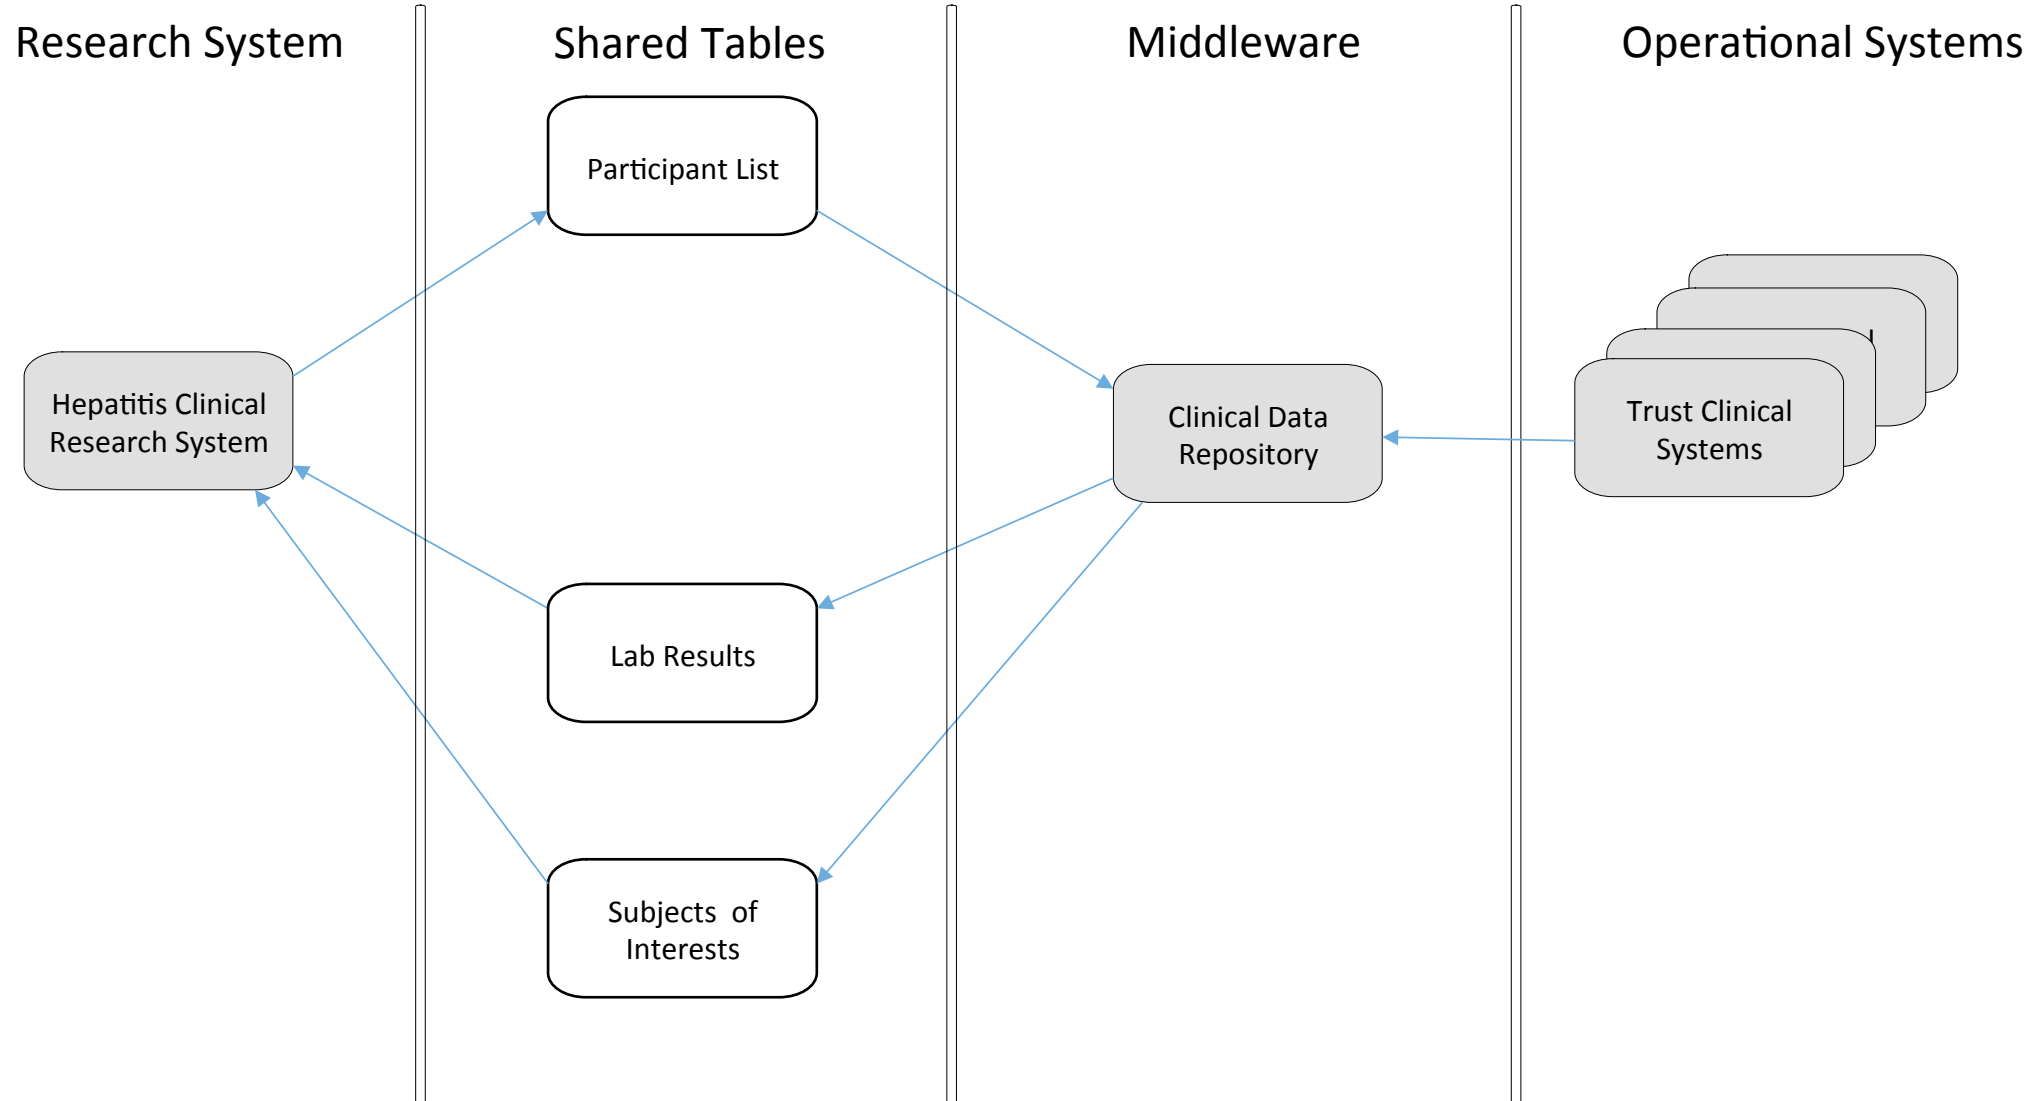 Research System
Shared Tables
Middleware
Operational Systems
Participant List
Hepatitis Clinical
Research System
Clinical Data
Repository
Trust Clinical
Systems
Lab Results
Subjects  of
Interests